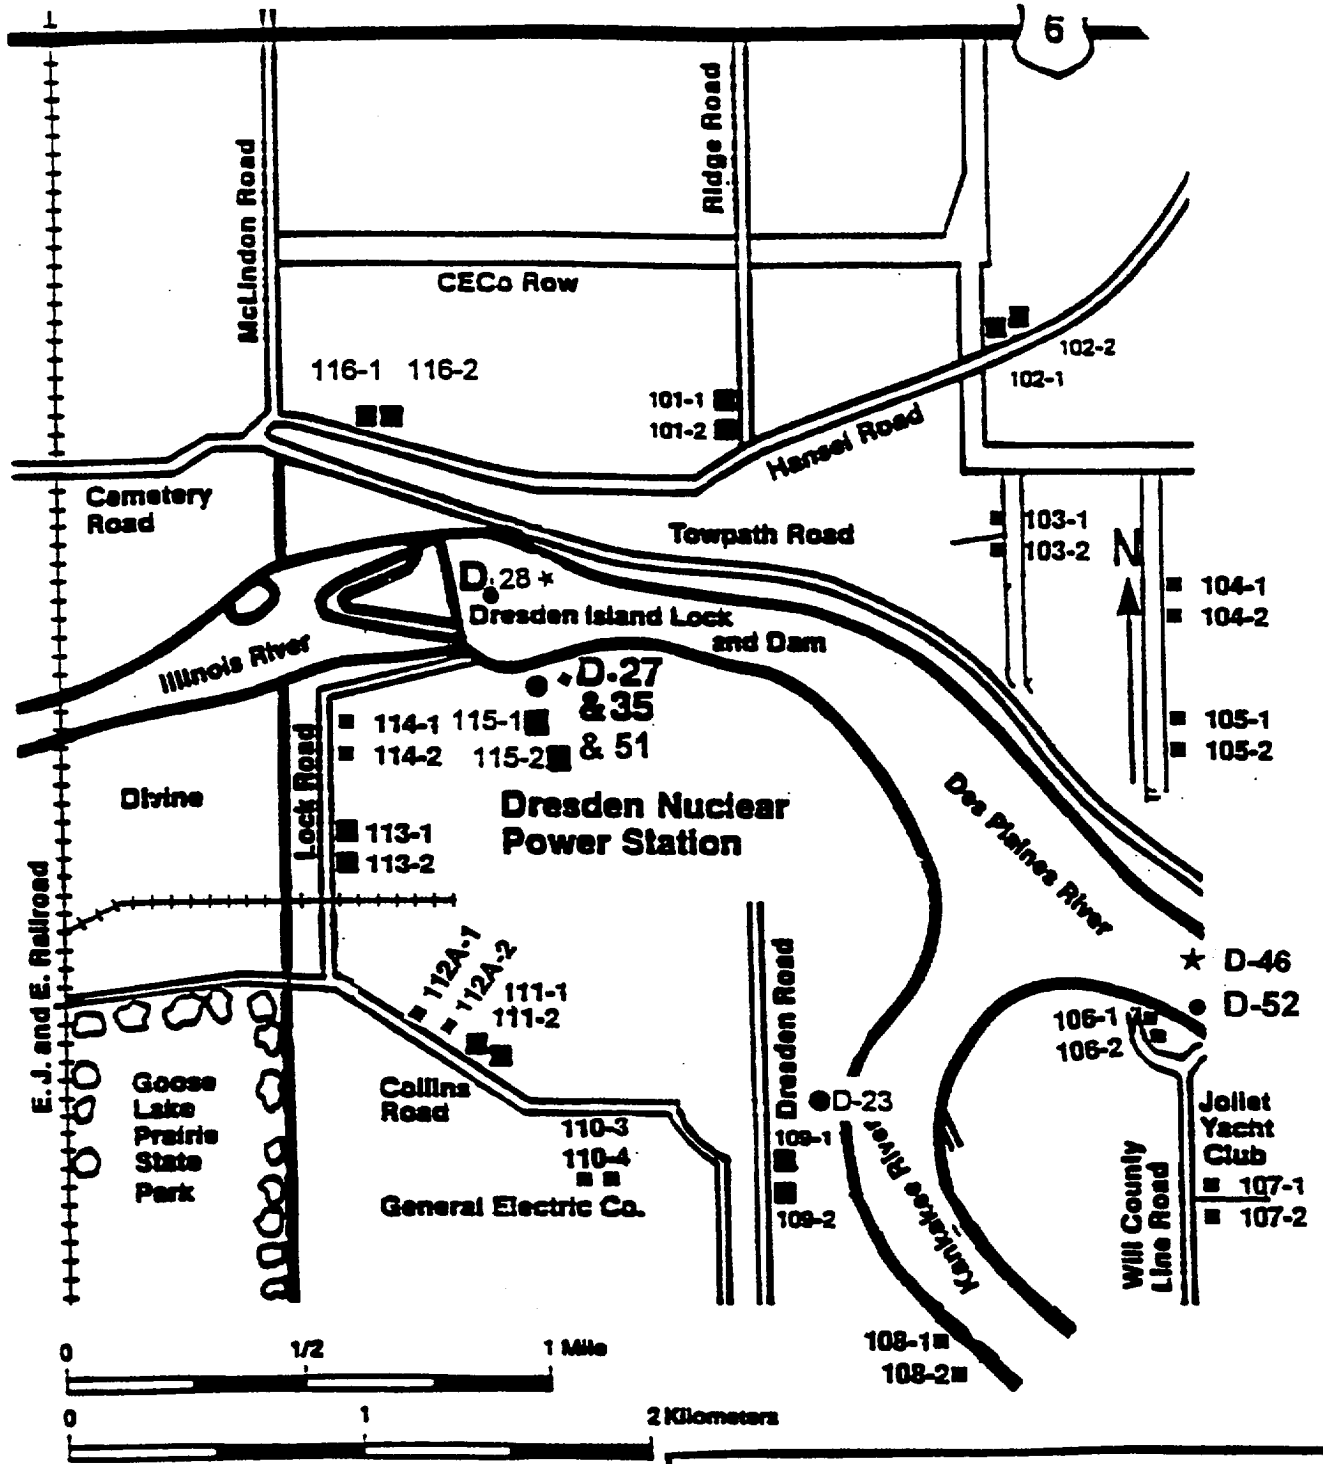 6
McLindon Road
Ridge Road
CECo Row
116-1 116-2
101-1
101-2
102-2
102-1
Hansel Road
Cemetery
Road
Towpath Road
103-1
103-2
N
104-1
104-2
D-28
Dresden Island Lock
and Dam
Illinois River
D-27
& 35
& 51
114-1 115-1
114-2 115-2
105-1
105-2
Divine
Lock Road
Dresden Nuclear
Power Station
Des Plaines River
113-1
113-2
E.J. and E. Railroad
112A-1
112A-2
111-1
111-2
Dresden Road
D-46
D-52
106-1
106-2
Goose
Lake
Prairie
State
Park
Collins
Road
D-23
110-3
110-4
General Electric Co.
109-1
109-2
Kankakee River
Joliet
Yacht
Club
107-1
107-2
Will County
Line Road
108-1
108-2
0 1/2 1 Mile
0 1 2 Kilometers